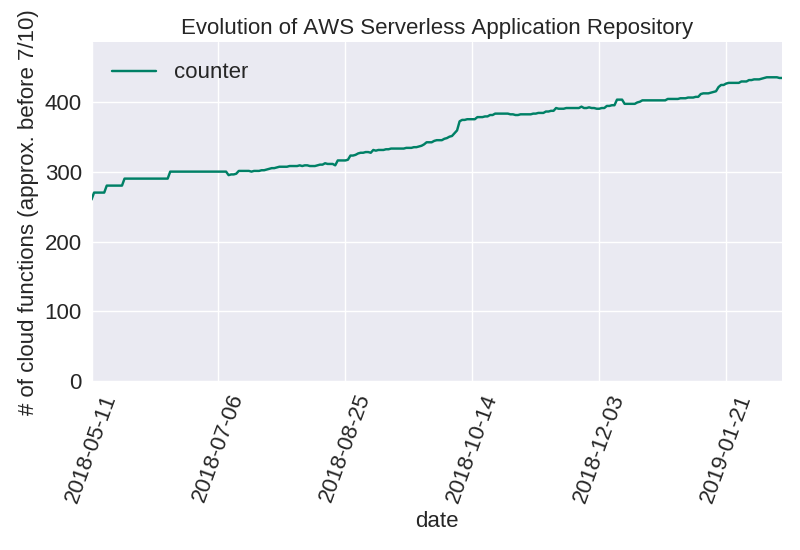 Evolution of AWS Serverless Application Repository
# of cloud functions (approx. before 7/10)
counter
400
300
200
100
0
2018-05-11
2018-07-06
2018-08-25
2018-10-14
2018-12-03
2019-01-21
date